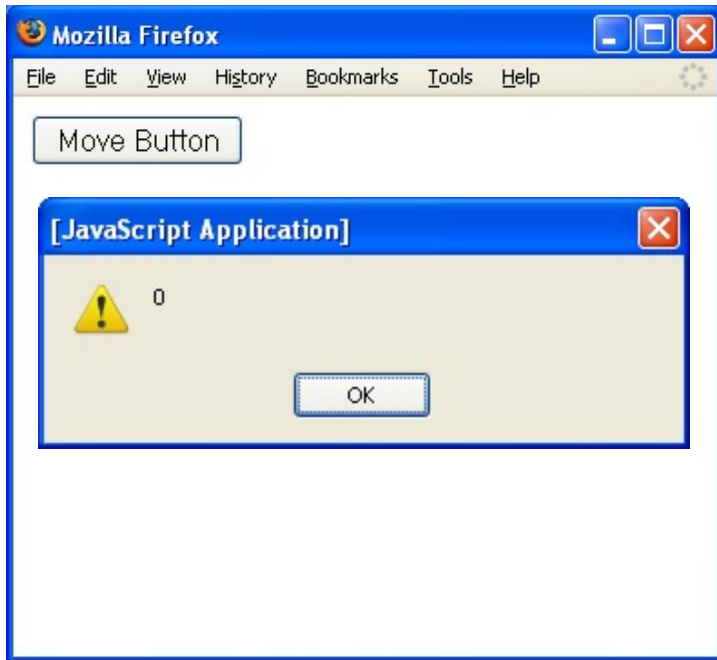 Mozilla Firefox
File Edit View History Bookmarks Tools Help
Move Button
[JavaScript Application]
0
OK